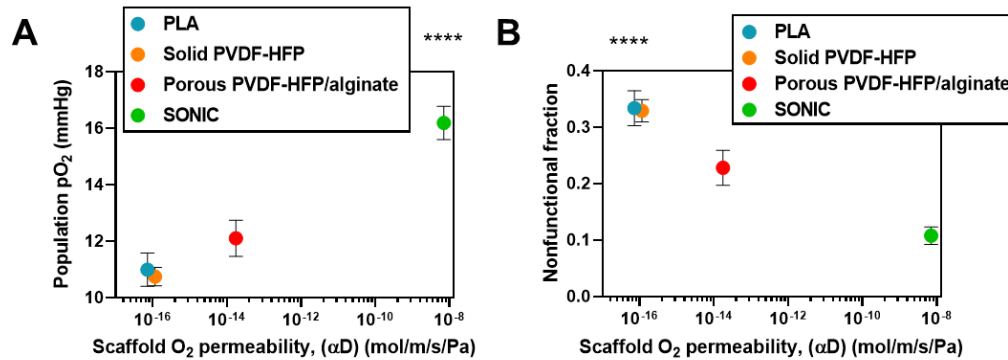 A
PLA
Solid PVDF-HFP
Porous PVDF-HFP/alginate
SONIC
****
Population pO₂ (mmHg)
18
16
14
12
10
10⁻¹⁶
10⁻¹⁴
10⁻¹²
10⁻¹⁰
10⁻⁸
Scaffold O₂ permeability, (αD) (mol/m/s/Pa)
B
****
PLA
Solid PVDF-HFP
Porous PVDF-HFP/alginate
SONIC
Nonfunctional fraction
0.4
0.3
0.2
0.1
0.0
10⁻¹⁶
10⁻¹⁴
10⁻¹²
10⁻¹⁰
10⁻⁸
Scaffold O₂ permeability, (αD) (mol/m/s/Pa)